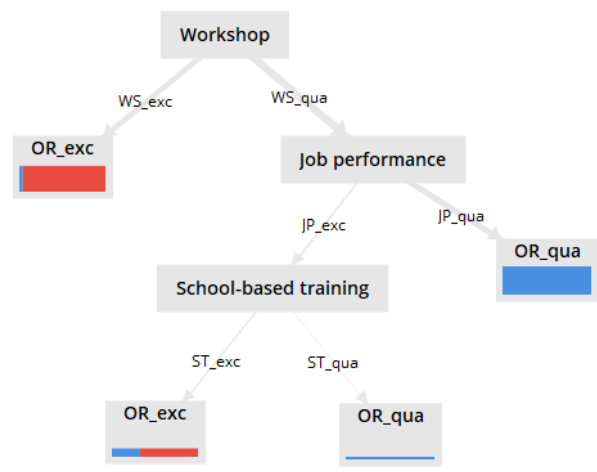 Workshop
WS_exc
WS_qua
OR_exc
Job performance
JP_exc
JP_qua
OR_qua
School-based training
ST_exc
ST_qua
OR_exc
OR_qua